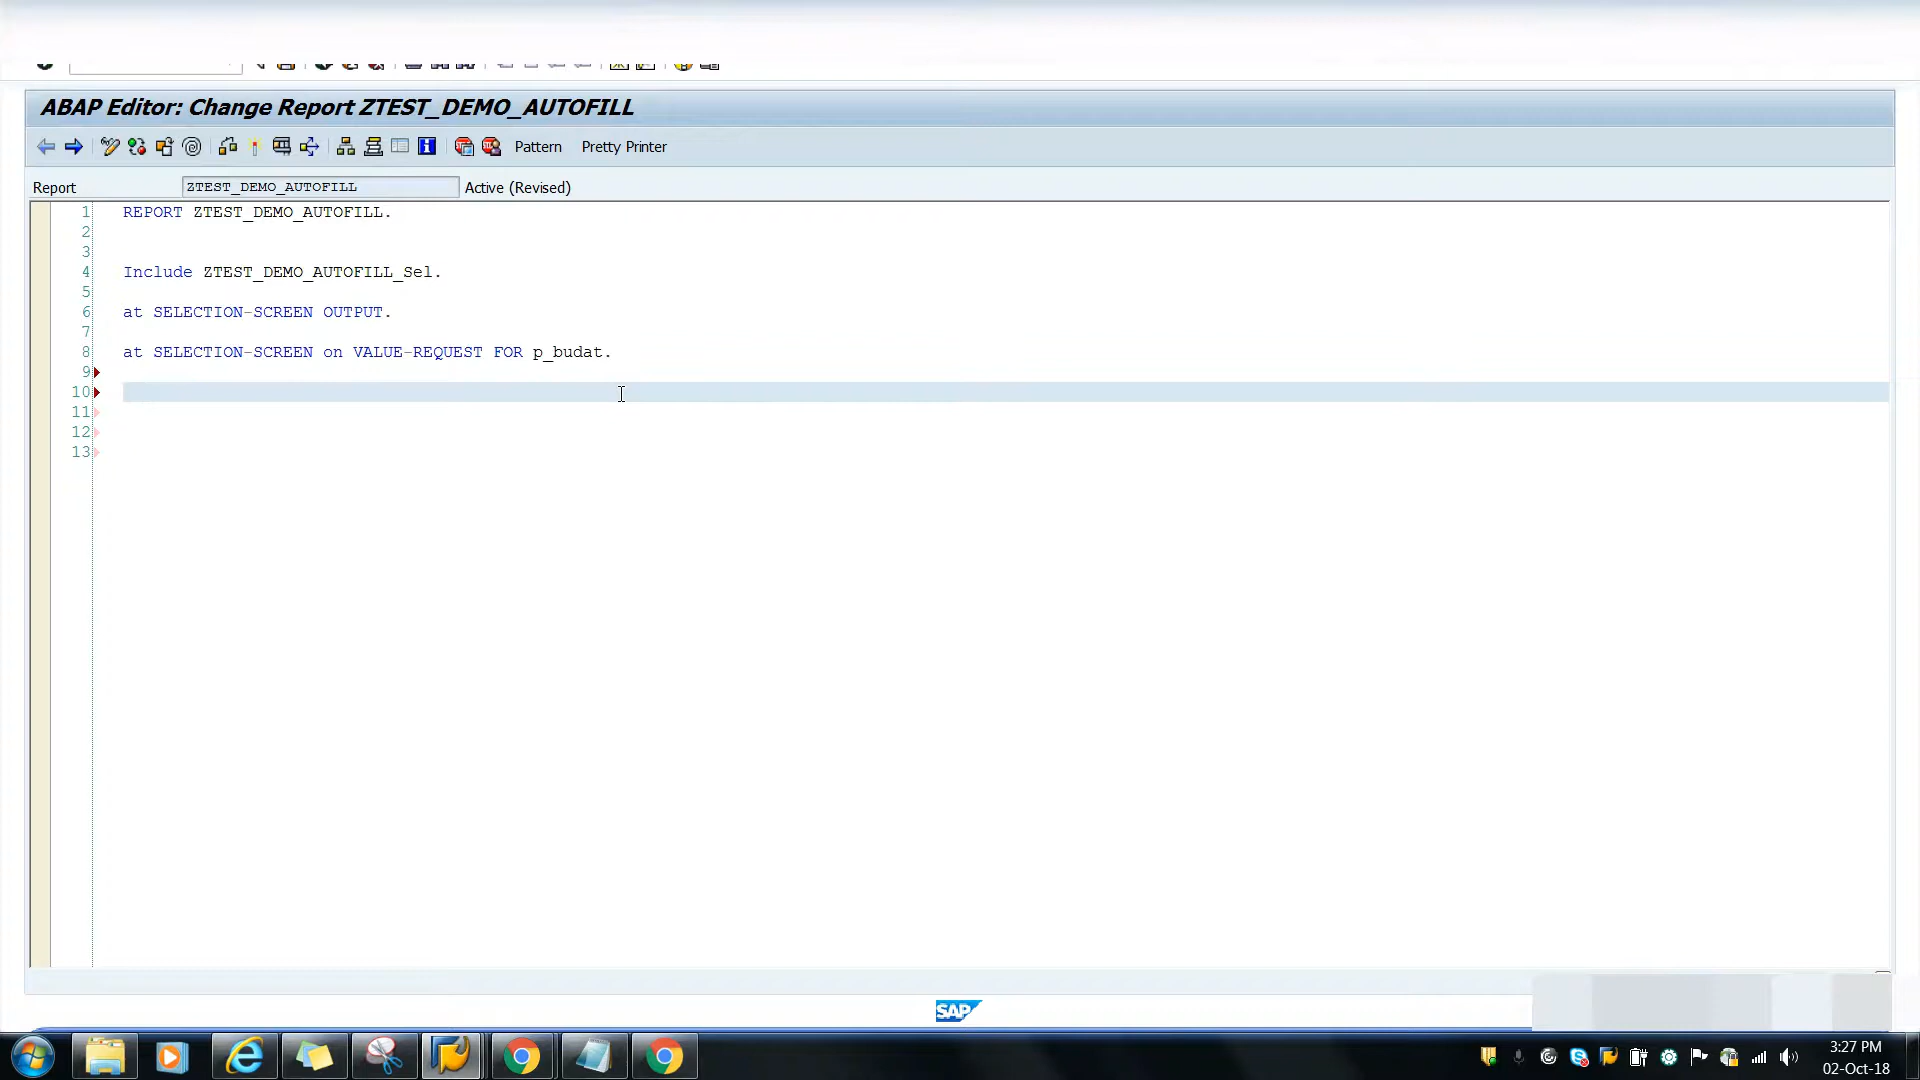 ABAP Editor: Change Report ZTEST_DEMO_AUTOFILL
Pattern Pretty Printer
Report ZTEST_DEMO_AUTOFILL Active (Revised)
1 REPORT ZTEST_DEMO_AUTOFILL.
2
3
4 Include ZTEST_DEMO_AUTOFILL_Sel.
5
6 at SELECTION-SCREEN OUTPUT.
7
8 at SELECTION-SCREEN on VALUE-REQUEST FOR p_budat.
9
10
11
12
13
SAP
3:27 PM
02-Oct-18